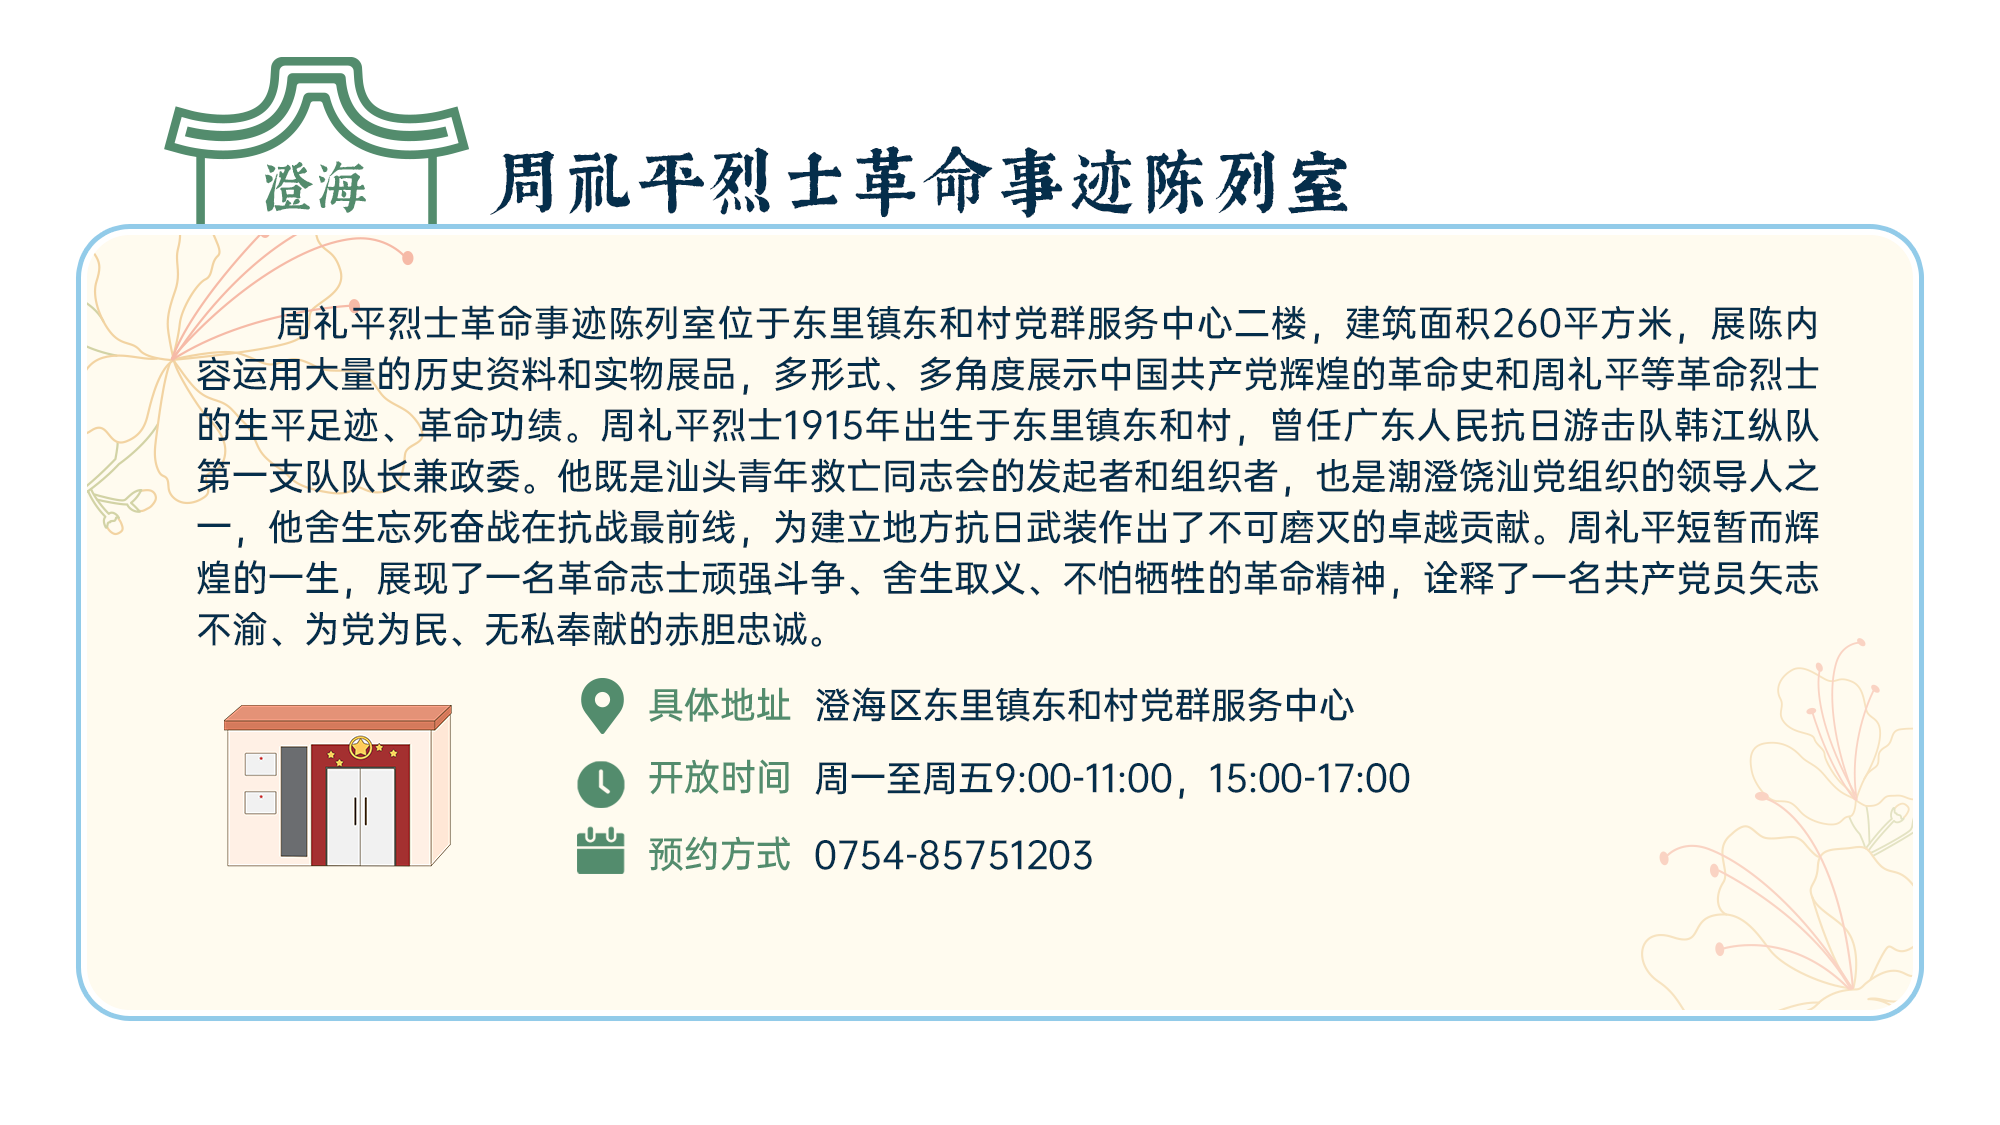 澄海
周礼平烈士革命事迹陈列室
周礼平烈士革命事迹陈列室位于东里镇东和村党群服务中心二楼，建筑面积260平方米，展陈内
容运用大量的历史资料和实物展品，多形式、多角度展示中国共产党辉煌的革命史和周礼平等革命烈士
的生平足迹、革命功绩。周礼平烈士1915年出生于东里镇东和村，曾任广东人民抗日游击队韩江纵队
第一支队队长兼政委。他既是汕头青年救亡同志会的发起者和组织者，也是潮澄饶汕党组织的领导人之
一，他舍生忘死奋战在抗战最前线，为建立地方抗日武装作出了不可磨灭的卓越贡献。周礼平短暂而辉
煌的一生，展现了一名革命志士顽强斗争、舍生取义、不怕牺牲的革命精神，诠释了一名共产党员矢志
不渝、为党为民、无私奉献的赤胆忠诚。
具体地址 澄海区东里镇东和村党群服务中心
开放时间 周一至周五9:00-11:00，15:00-17:00
预约方式 0754-85751203